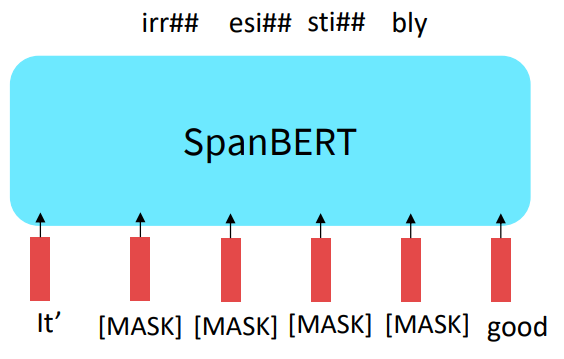 irr## esi## sti## bly
SpanBERT
It' [MASK] [MASK] [MASK] [MASK] good